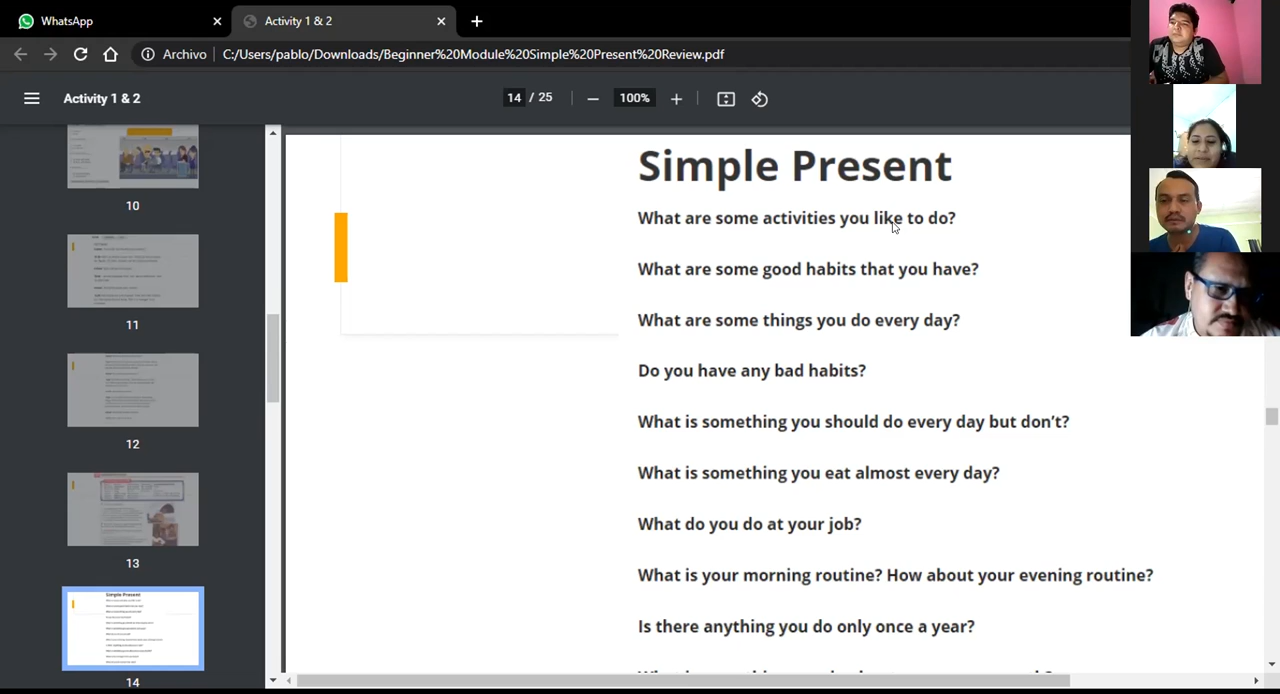 WhatsApp
Activity 1 & 2
Archivo
C:/Users/pablo/Downloads/Beginner%20Module%20Simple%20Present%20Review.pdf
Activity 1 & 2
14 / 25
100%
10
11
12
13
14
Simple Present
What are some activities you like to do?
What are some good habits that you have?
What are some things you do every day?
Do you have any bad habits?
What is something you should do every day but don't?
What is something you eat almost every day?
What do you do at your job?
What is your morning routine? How about your evening routine?
Is there anything you do only once a year?